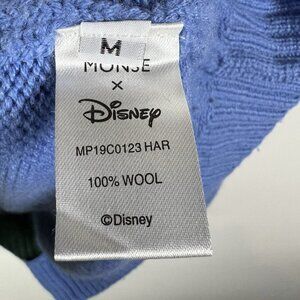 M
MONSE
×
Disney
MP19C0123 HAR
100% WOOL
©Disney